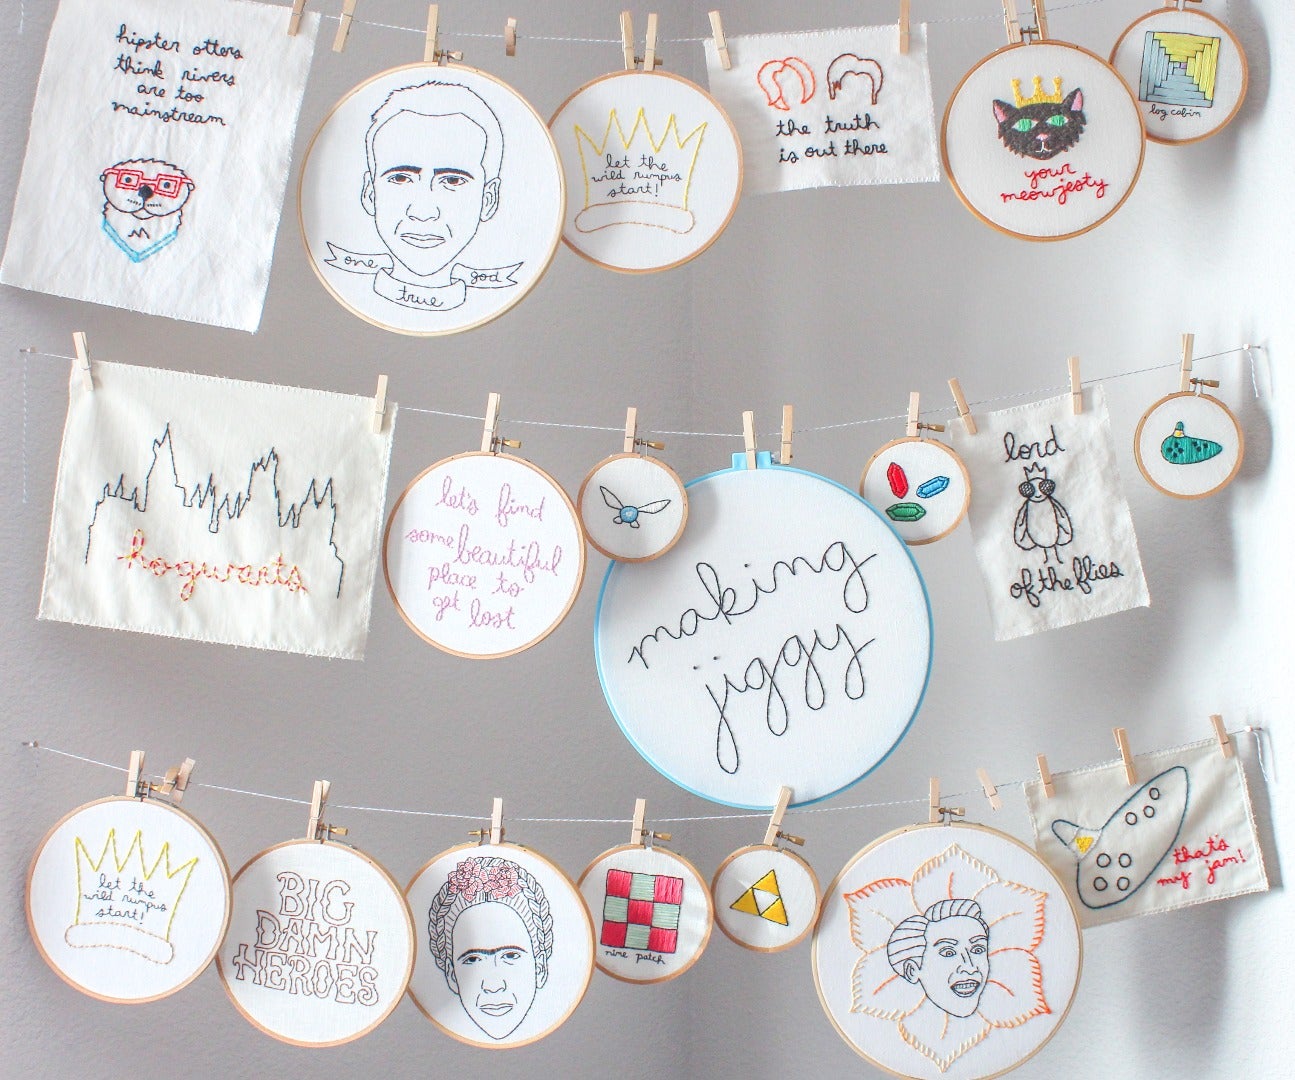 hipster otters
think rivers
are too
mainstream
one
true
god
let the
wild rumpus
start!
the truth
is out there
your
meowjesty
log cabin
hogwarts
let's find
some beautiful
place to
get lost
making
jiggy
lord
of the flies
let the
wild rumpus
start!
BIG
DAMN
HEROES
nine patch
that's
my jam!